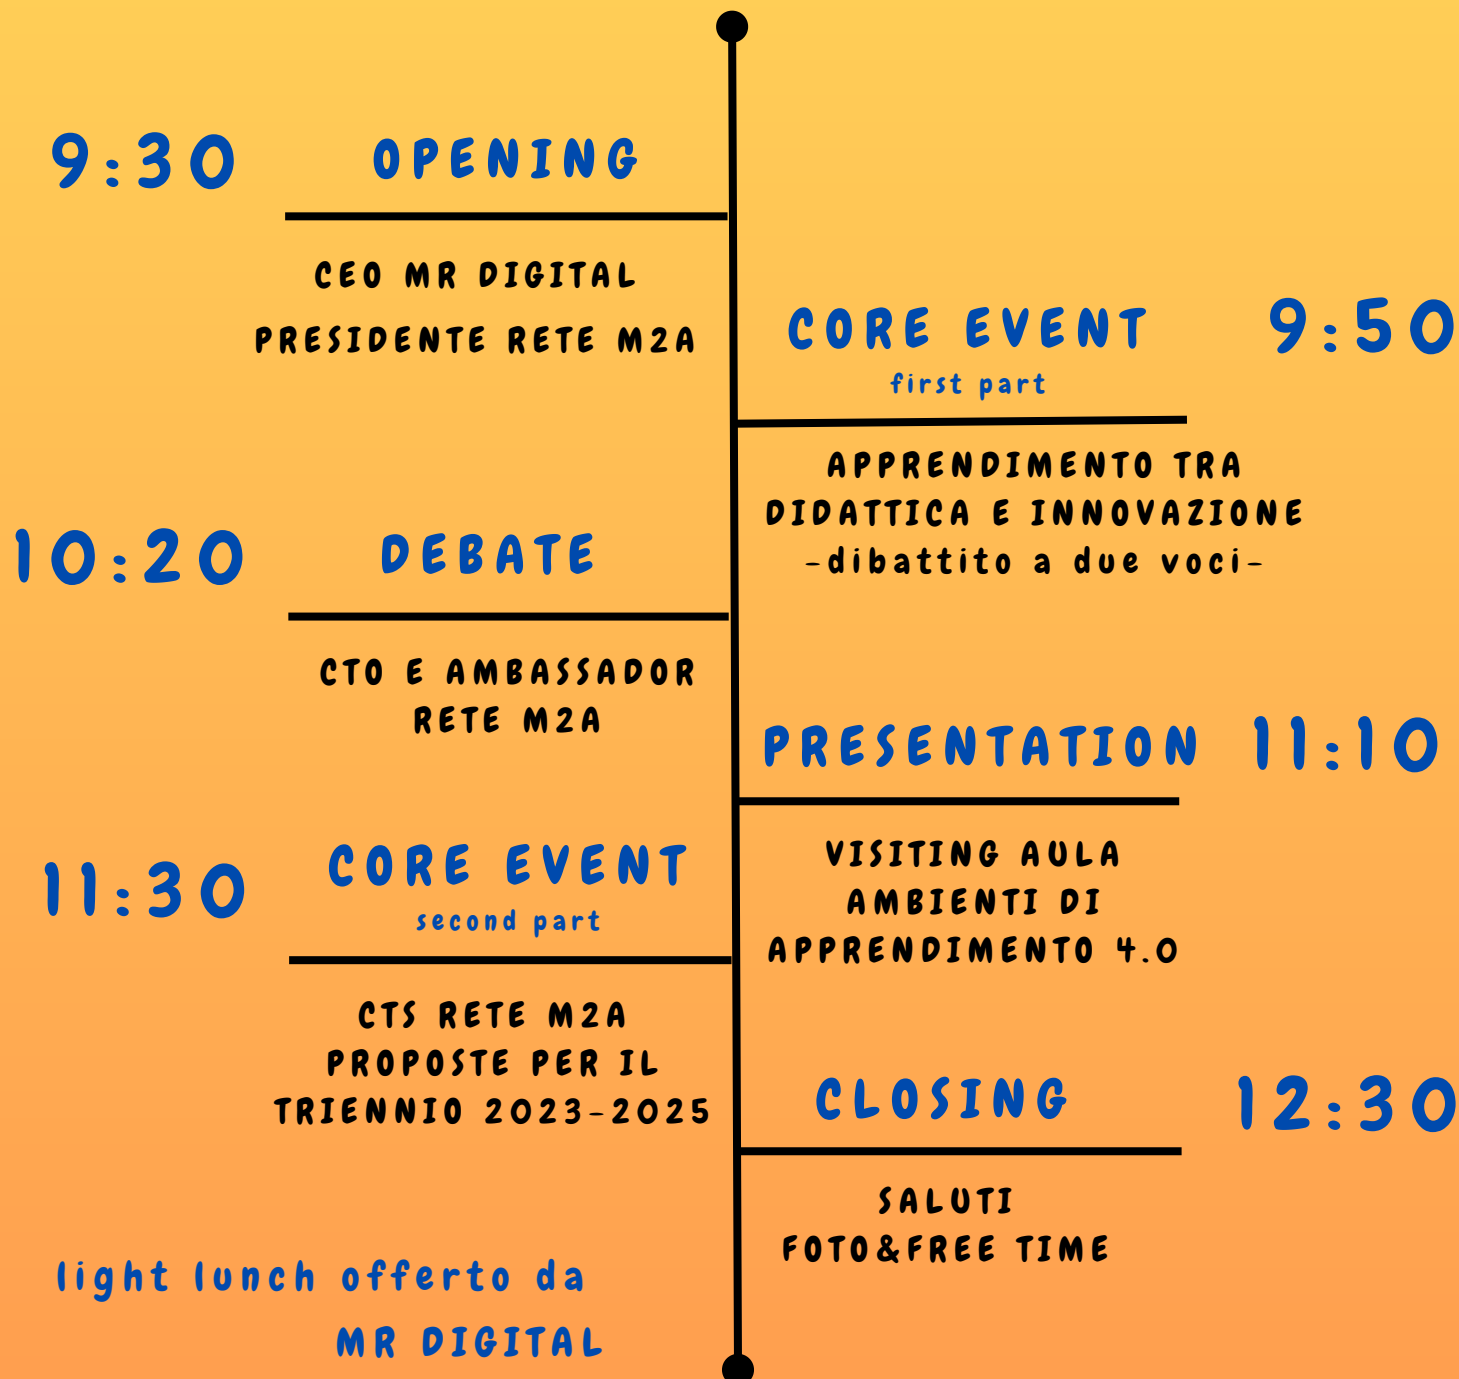 9:30 OPENING
CEO MR DIGITAL
PRESIDENTE RETE M2A
CORE EVENT 9:50
first part
APPRENDIMENTO TRA
DIDATTICA E INNOVAZIONE
-dibattito a due voci-
10:20 DEBATE
CTO E AMBASSADOR
RETE M2A
PRESENTATION 11:10
VISITING AULA
AMBIENTI DI
APPRENDIMENTO 4.0
11:30 CORE EVENT
second part
CTS RETE M2A
PROPOSTE PER IL
TRIENNIO 2023-2025
CLOSING 12:30
SALUTI
FOTO&FREE TIME
light lunch offerto da
MR DIGITAL